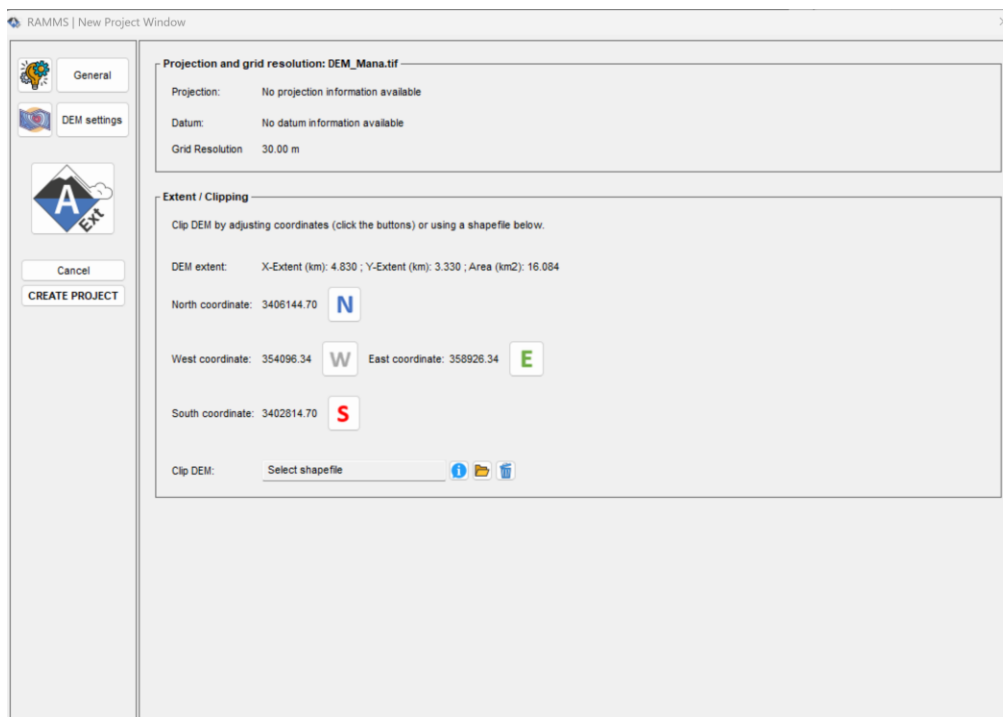 RAMMS | New Project Window
General
DEM settings
A
Ext
Cancel
CREATE PROJECT
Projection and grid resolution: DEM_Mana.tif
Projection: No projection information available
Datum: No datum information available
Grid Resolution 30.00 m
Extent / Clipping
Clip DEM by adjusting coordinates (click the buttons) or using a shapefile below.
DEM extent: X-Extent (km): 4.830 ; Y-Extent (km): 3.330 ; Area (km2): 16.084
North coordinate: 3406144.70 N
West coordinate: 354096.34 W East coordinate: 358926.34 E
South coordinate: 3402814.70 S
Clip DEM: Select shapefile i